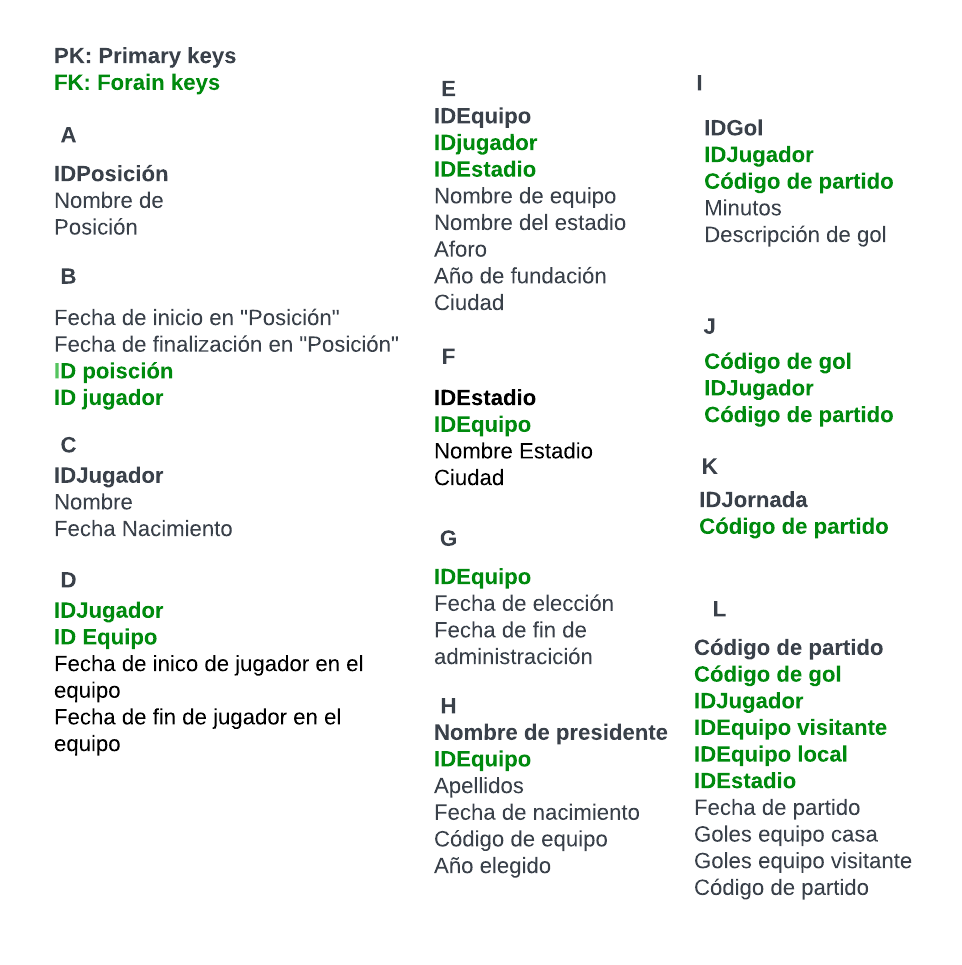 PK: Primary keys
FK: Forain keys
A
IDPosición
Nombre de
Posición
B
Fecha de inicio en "Posición"
Fecha de finalización en "Posición"
ID poisción
ID jugador
C
IDJugador
Nombre
Fecha Nacimiento
D
IDJugador
ID Equipo
Fecha de inico de jugador en el
equipo
Fecha de fin de jugador en el
equipo
E
IDEquipo
IDjugador
IDEstadio
Nombre de equipo
Nombre del estadio
Aforo
Año de fundación
Ciudad
F
IDEstadio
IDEquipo
Nombre Estadio
Ciudad
G
IDEquipo
Fecha de elección
Fecha de fin de
administracición
H
Nombre de presidente
IDEquipo
Apellidos
Fecha de nacimiento
Código de equipo
Año elegido
I
IDGol
IDJugador
Código de partido
Minutos
Descripción de gol
J
Código de gol
IDJugador
Código de partido
K
IDJornada
Código de partido
L
Código de partido
Código de gol
IDJugador
IDEquipo visitante
IDEquipo local
IDEstadio
Fecha de partido
Goles equipo casa
Goles equipo visitante
Código de partido